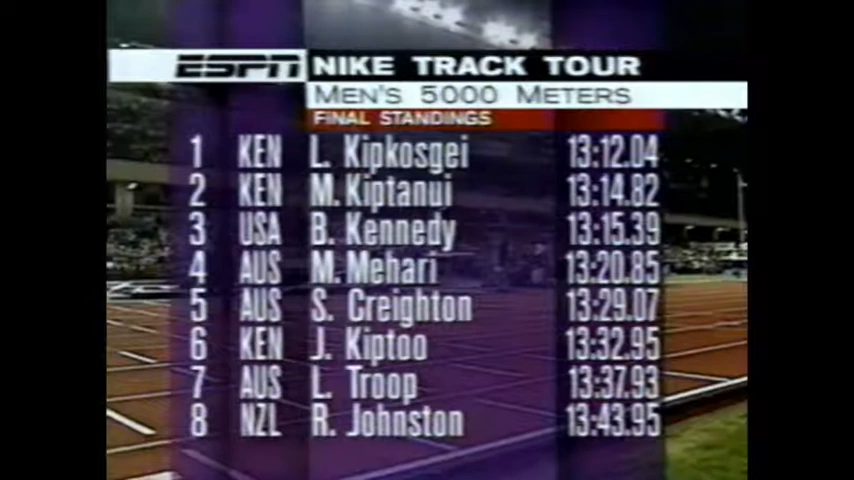 ESPN NIKE TRACK TOUR
MEN'S 5000 METERS
FINAL STANDINGS
1 KEN L. Kipkosgei 13:12.04
2 KEN M. Kiptanui 13:14.82
3 USA B. Kennedy 13:15.39
4 AUS M. Mehari 13:20.85
5 AUS S. Creighton 13:29.07
6 KEN J. Kiptoo 13:32.95
7 AUS L. Troop 13:37.93
8 NZL R. Johnston 13:43.95